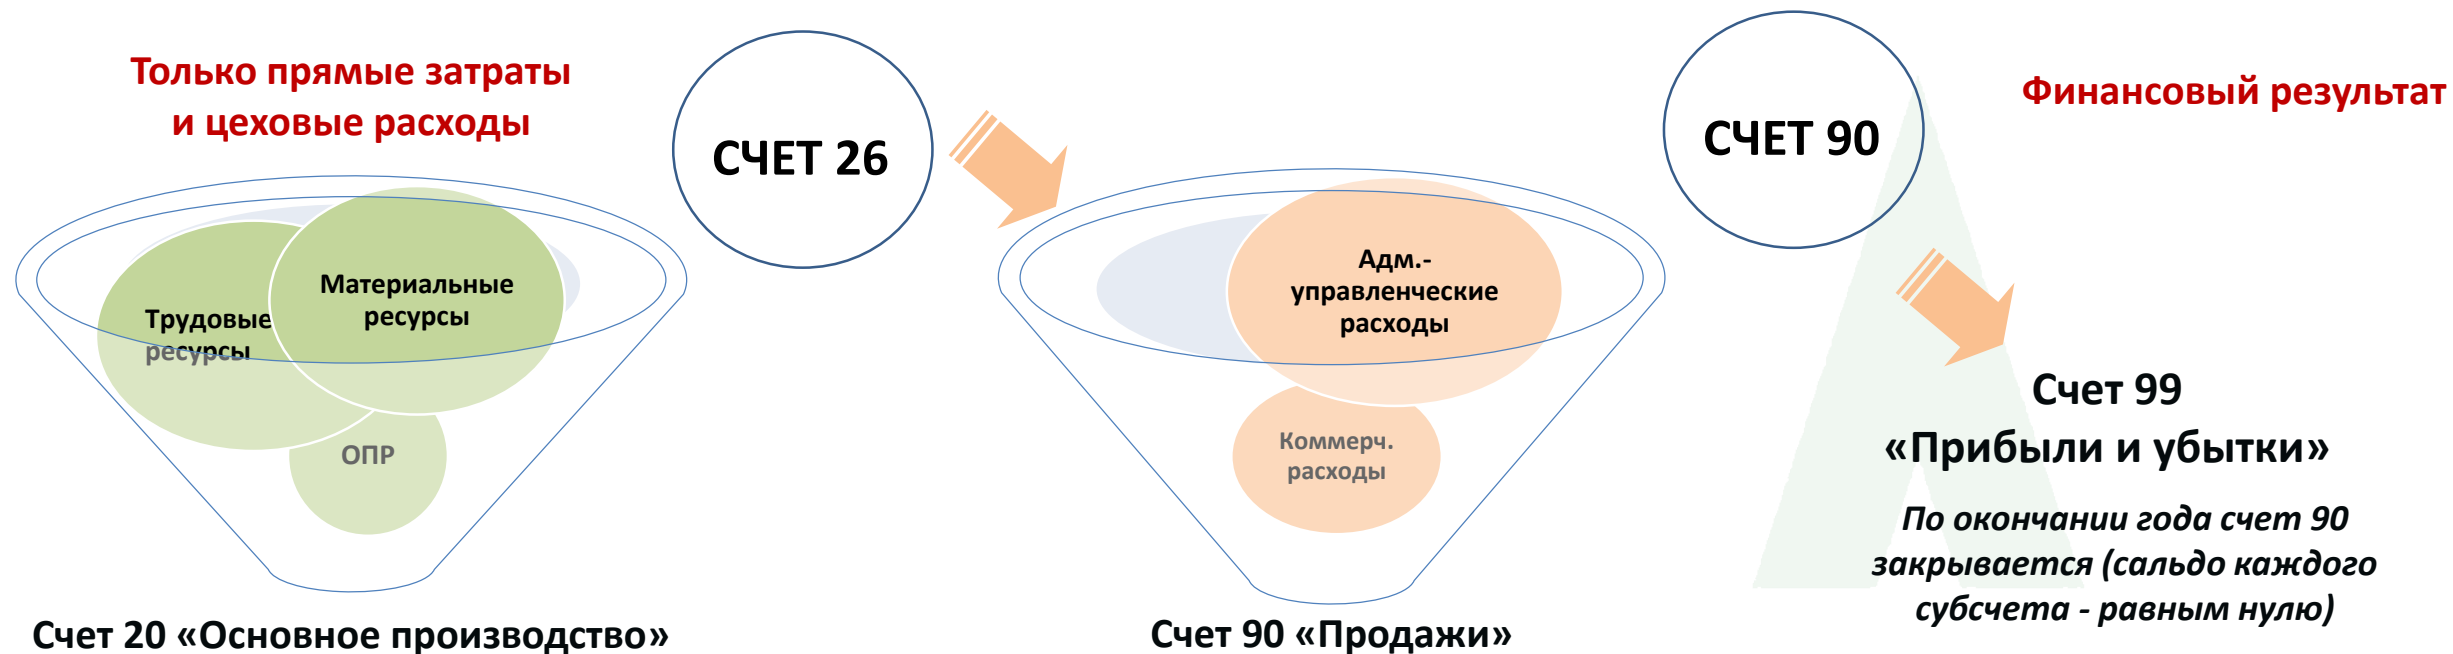 Только прямые затраты
и цеховые расходы
СЧЕТ 26
Трудовые
ресурсы
Материальные
ресурсы
ОПР
Счет 20 «Основное производство»
Адм.-
управленческие
расходы
Коммерч.
расходы
Счет 90 «Продажи»
СЧЕТ 90
Финансовый результат
Счет 99
«Прибыли и убытки»
По окончании года счет 90
закрывается (сальдо каждого
субсчета - равным нулю)